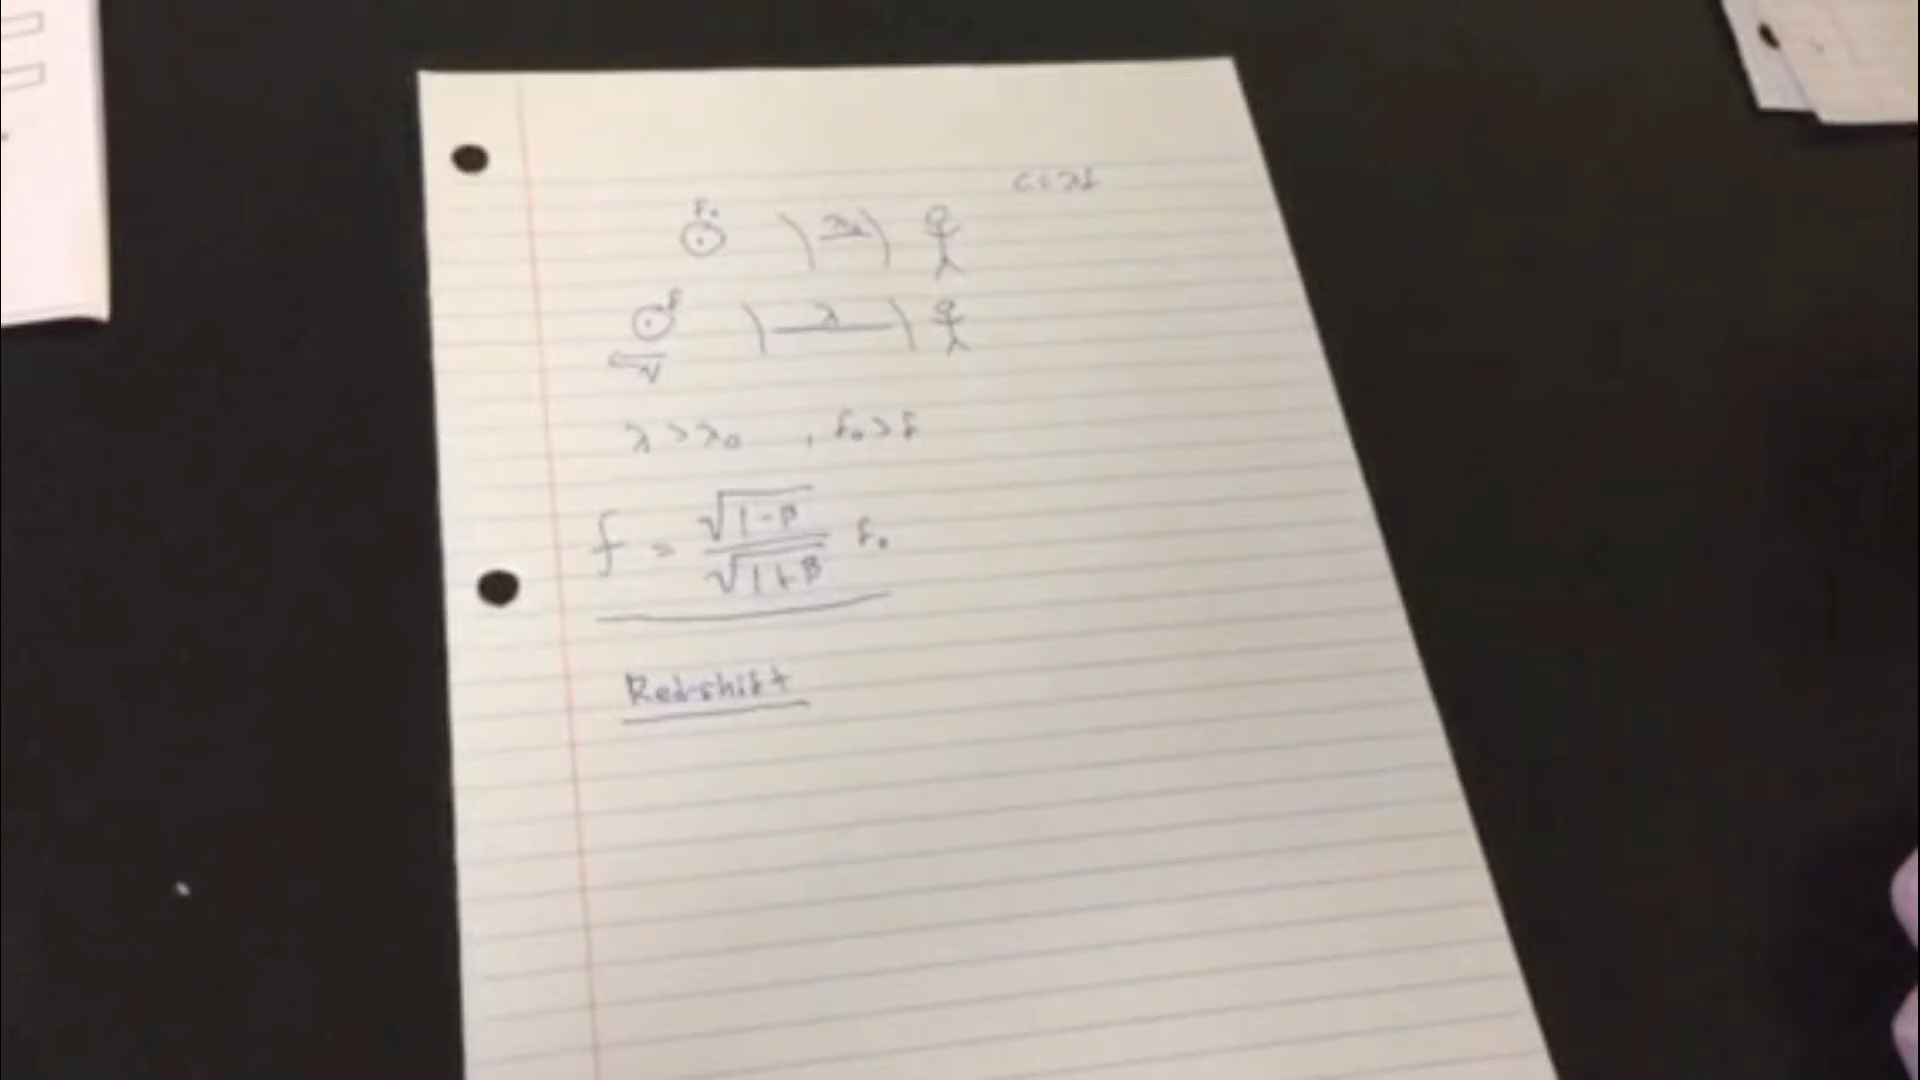 c = λf
f₀
λ₀
f
λ
v
λ > λ₀ , f₀ > f
f = √1-β / √1+β f₀
Redshift